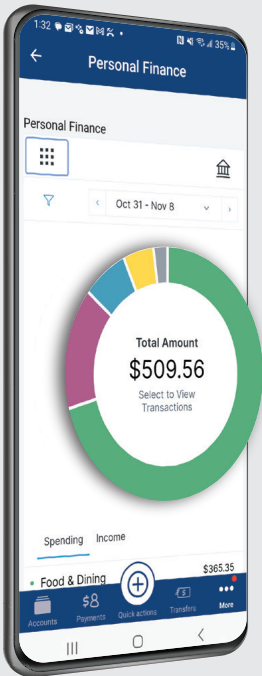 1:32 35%
Personal Finance
Personal Finance
Oct 31 - Nov 8
Total Amount
$509.56
Select to View
Transactions
Spending Income
Food & Dining $365.35
Accounts Payments Quick actions Transfers More